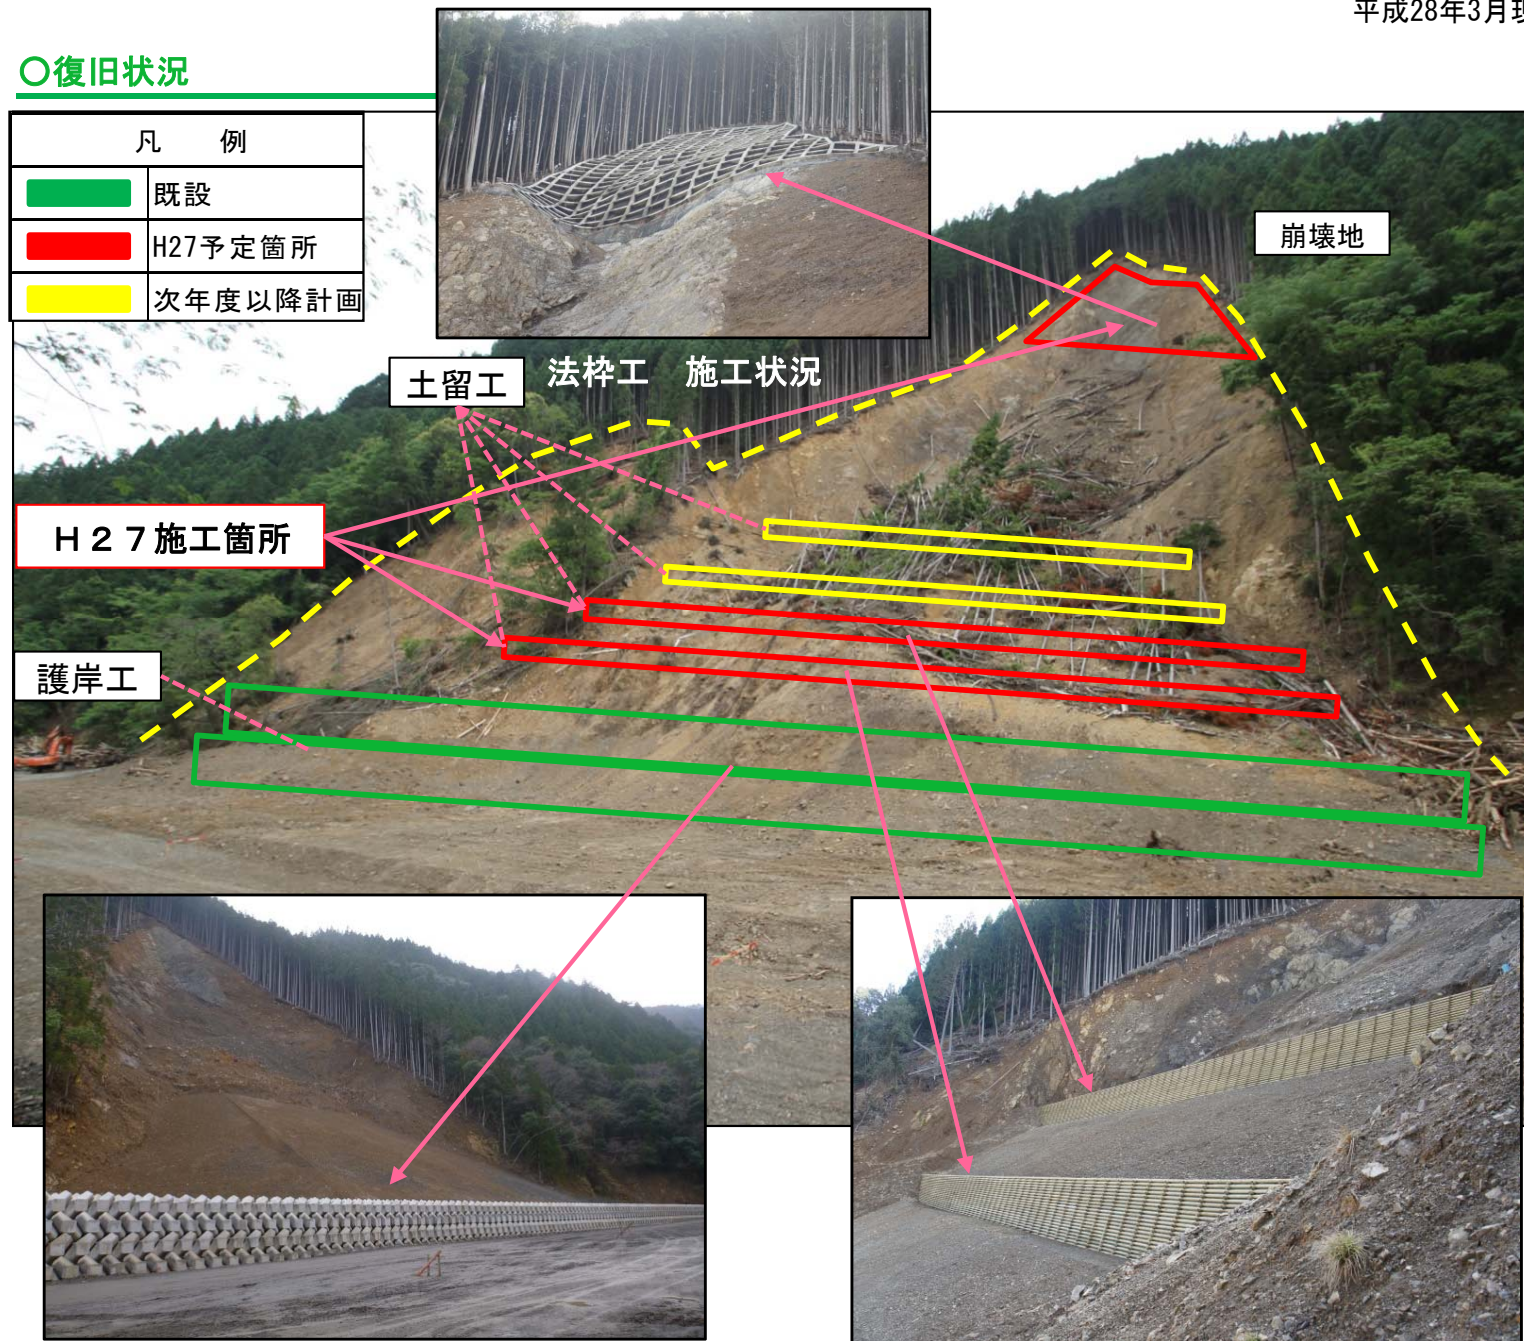 平成28年3月現
○復旧状況
凡　例
既設
H27予定箇所
次年度以降計画
崩壊地
土留工
法枠工　施工状況
Ｈ２７施工箇所
護岸工